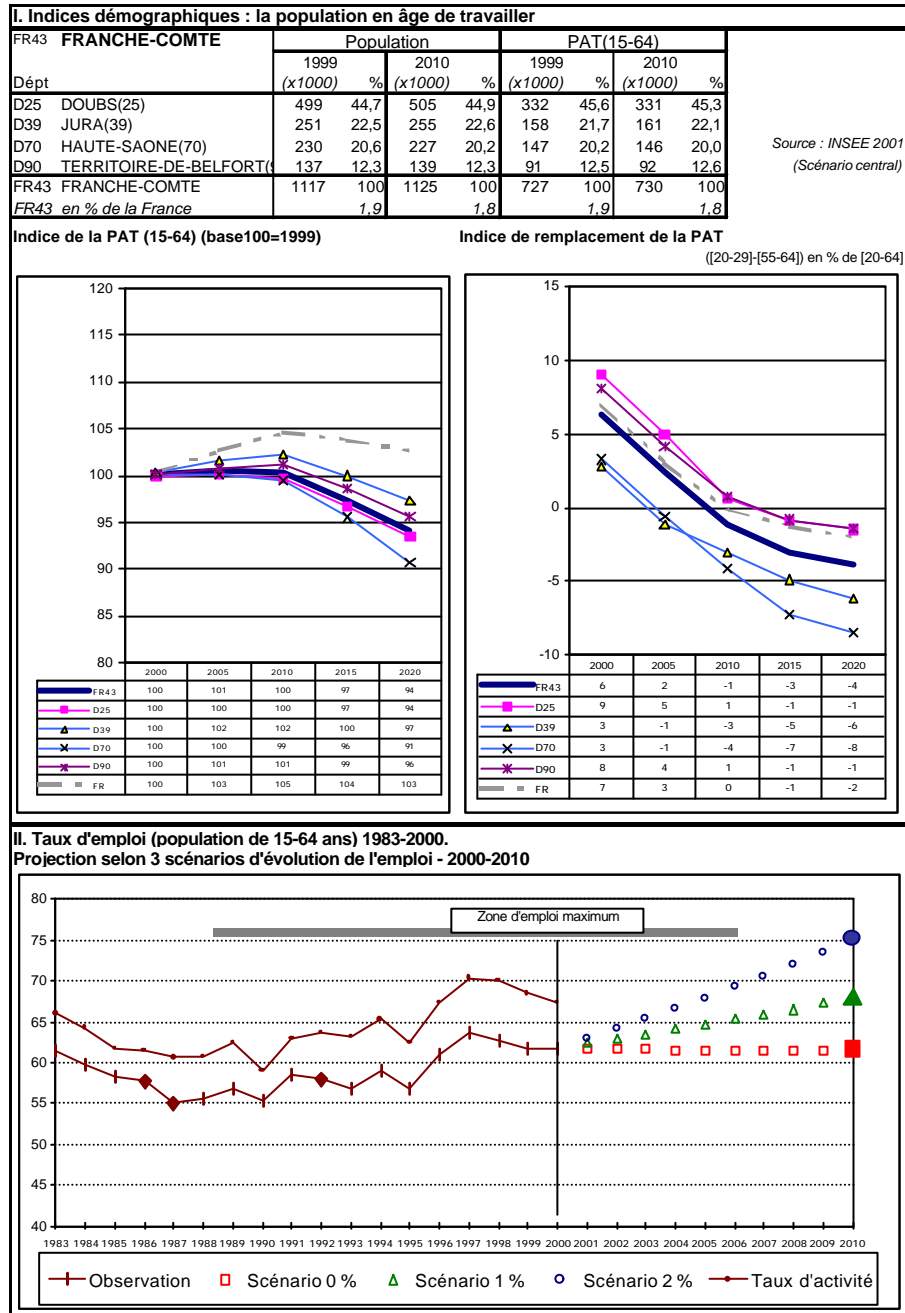 I. Indices démographiques : la population en âge de travailler
FR43 FRANCHE-COMTE Population PAT(15-64)
1999 2010 1999 2010
Dépt (x1000) % (x1000) % (x1000) % (x1000) %
D25 DOUBS(25) 499 44,7 505 44,9 332 45,6 331 45,3
D39 JURA(39) 251 22,5 255 22,6 158 21,7 161 22,1
D70 HAUTE-SAONE(70) 230 20,6 227 20,2 147 20,2 146 20,0
D90 TERRITOIRE-DE-BELFORT( 137 12,3 139 12,3 91 12,5 92 12,6
FR43 FRANCHE-COMTE 1117 100 1125 100 727 100 730 100
FR43 en % de la France 1,9 1,8 1,9 1,8
Source : INSEE 2001
(Scénario central)
Indice de la PAT (15-64) (base100=1999)
120
115
110
105
100
95
90
85
80
2000 2005 2010 2015 2020
FR43 100 101 100 97 94
D25 100 100 100 97 94
D39 100 102 102 100 97
D70 100 100 99 96 91
D90 100 101 101 99 96
FR 100 103 105 104 103
Indice de remplacement de la PAT
([20-29]-[55-64]) en % de [20-64]
15
10
5
0
-5
-10
2000 2005 2010 2015 2020
FR43 6 2 -1 -3 -4
D25 9 5 1 -1 -1
D39 3 -1 -3 -5 -6
D70 3 -1 -4 -7 -8
D90 8 4 1 -1 -1
FR 7 3 0 -1 -2
II. Taux d'emploi (population de 15-64 ans) 1983-2000.
Projection selon 3 scénarios d'évolution de l'emploi - 2000-2010
Zone d'emploi maximum
80
75
70
65
60
55
50
45
40
1983 1984 1985 1986 1987 1988 1989 1990 1991 1992 1993 1994 1995 1996 1997 1998 1999 2000 2001 2002 2003 2004 2005 2006 2007 2008 2009 2010
Observation Scénario 0 % Scénario 1 % Scénario 2 % Taux d'activité